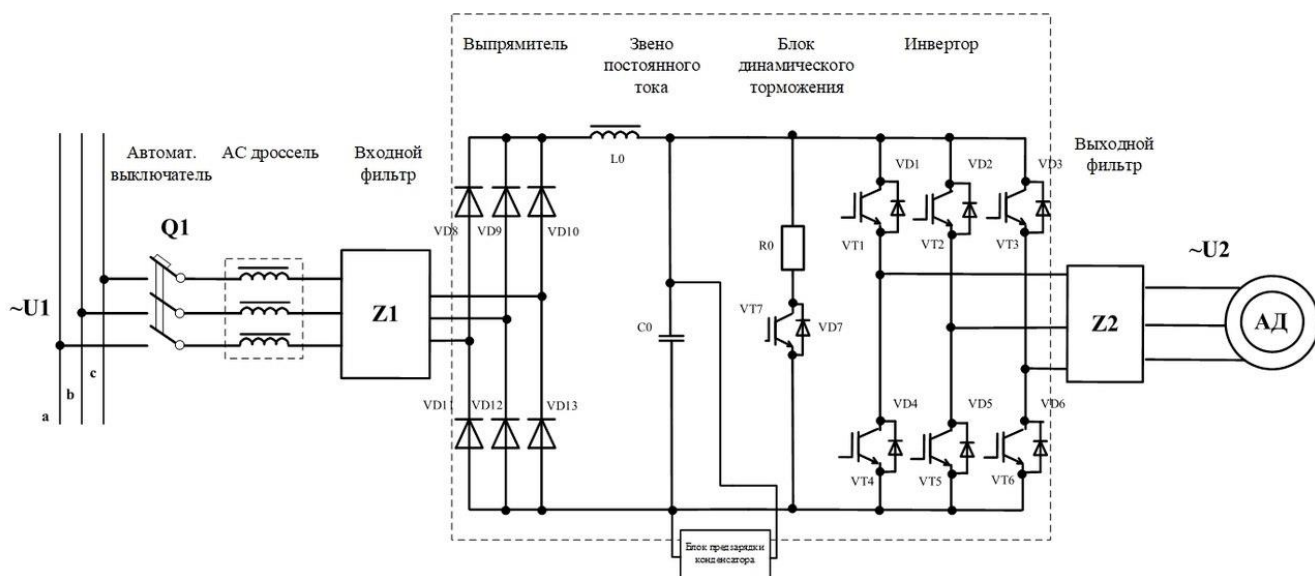 Выпрямитель
Звено
постоянного
тока
Блок
динамического
торможения
Инвертор
Автомат.
выключатель
АС дроссель
Входной
фильтр
Выходной
фильтр
L0
VD1
VD2
VD3
VD8
VD9
VD10
VT1
VT2
VT3
Q1
R0
~U1
Z1
C0
VT7
VD7
~U2
Z2
АД
a
b
c
VD11
VD12
VD13
VD4
VD5
VD6
VT4
VT5
VT6
Блок предзарядки
конденсатора